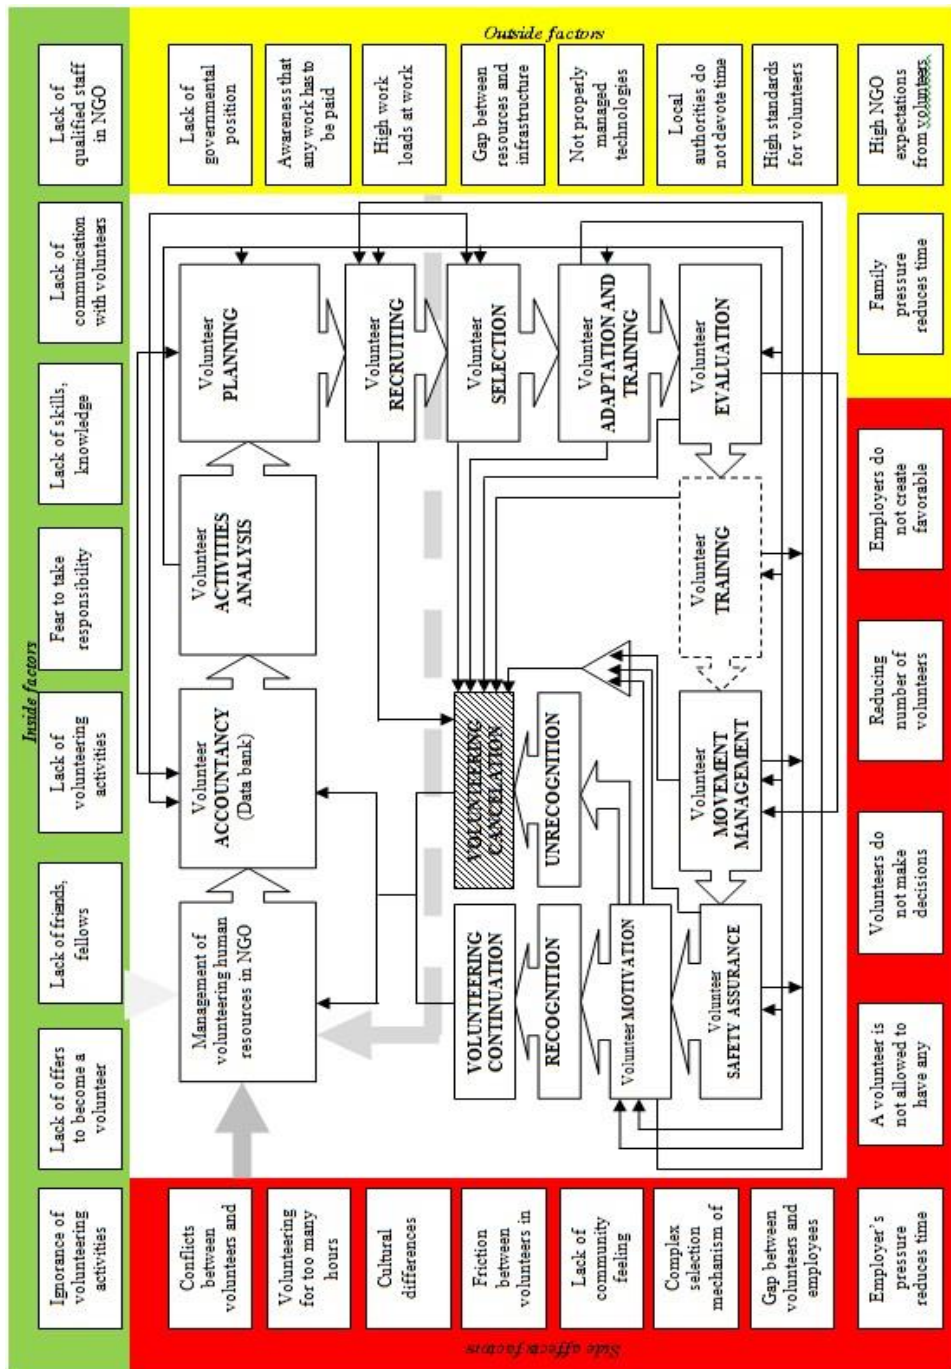 Inside factors
Ignorance of
volunteering
activities
Lack of offers
to become a
volunteer
Lack of friends,
fellows
Lack of
volunteering
activities
Fear to take
responsibility
Lack of skills,
knowledge
Lack of
communication
with volunteers
Lack of
qualified staff
in NGO
Outside factors
Lack of
governmental
position
Awareness that
any work has to
be paid
High work
loads at work
Gap between
resources and
infrastructure
Not properly
managed
technologies
Local
authorities do
not devote time
High standards
for volunteers
High NGO
expectations
from volunteers
Family
pressure
reduces time
Side affects factors
Conflicts
between
volunteers and
Volunteering
for too many
hours
Cultural
differences
Friction
between
volunteers in
Lack of
community
feeling
Complex
selection
mechanism of
Gap between
volunteers and
employees
Employer's
pressure
reduces time
A volunteer is
not allowed to
have any
Volunteers do
not make
decisions
Reducing
number of
volunteers
Employers do
not create
favorable
Management of
volunteering human
resources in NGO
Volunteer
ACCOUNTANCY
(Data bank)
Volunteer
ACTIVITIES
ANALYSIS
Volunteer
PLANNING
Volunteer
RECRUITING
Volunteer
SELECTION
Volunteer
ADAPTATION AND
TRAINING
Volunteer
EVALUATION
Volunteer
TRAINING
Volunteer
MOVEMENT
MANAGEMENT
Volunteer
SAFETY ASSURANCE
Volunteer MOTIVATION
RECOGNITION
UNRECOGNITION
VOLUNTEERING
CONTINUATION
VOLUNTEERING
CANCELATION